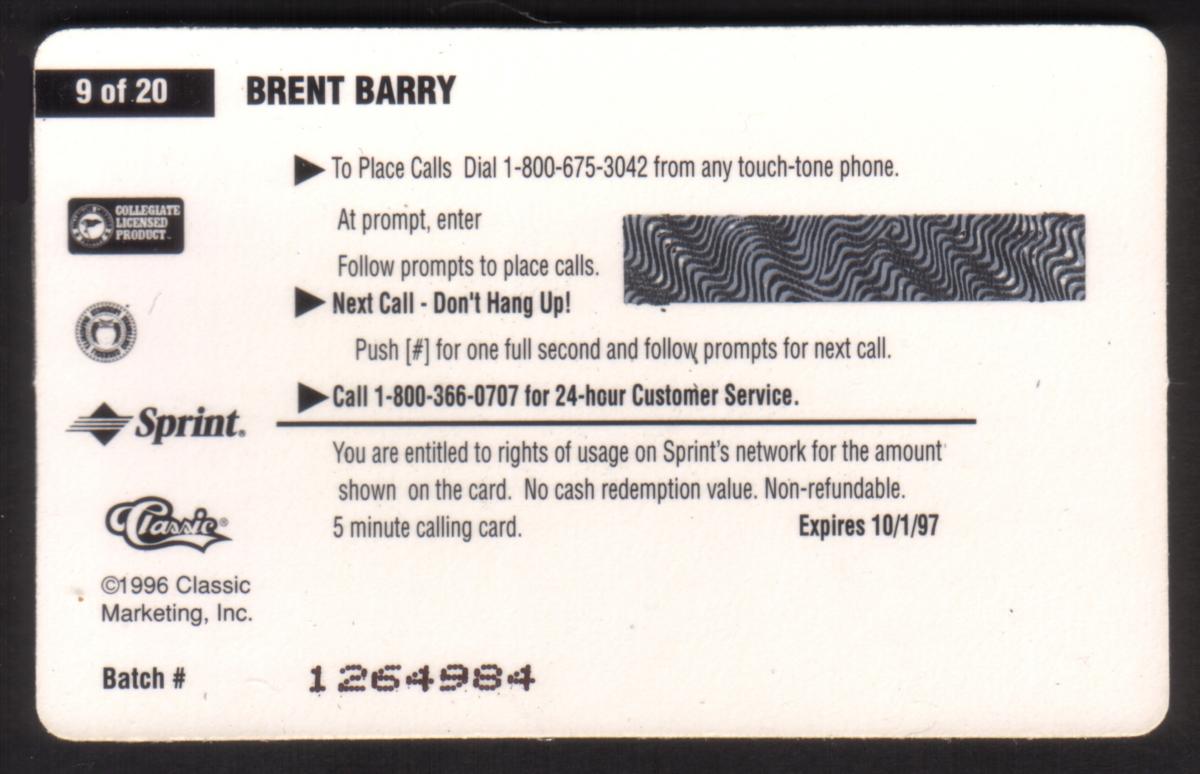 9 of 20
BRENT BARRY
To Place Calls Dial 1-800-675-3042 from any touch-tone phone.
At prompt, enter
Follow prompts to place calls.
Next Call - Don't Hang Up!
Push [#] for one full second and follow prompts for next call.
Call 1-800-366-0707 for 24-hour Customer Service.
You are entitled to rights of usage on Sprint's network for the amount
shown on the card. No cash redemption value. Non-refundable.
5 minute calling card.
Expires 10/1/97
COLLEGIATE
LICENSED
PRODUCT™
Sprint®
Classic®
©1996 Classic
Marketing, Inc.
Batch #
1264984